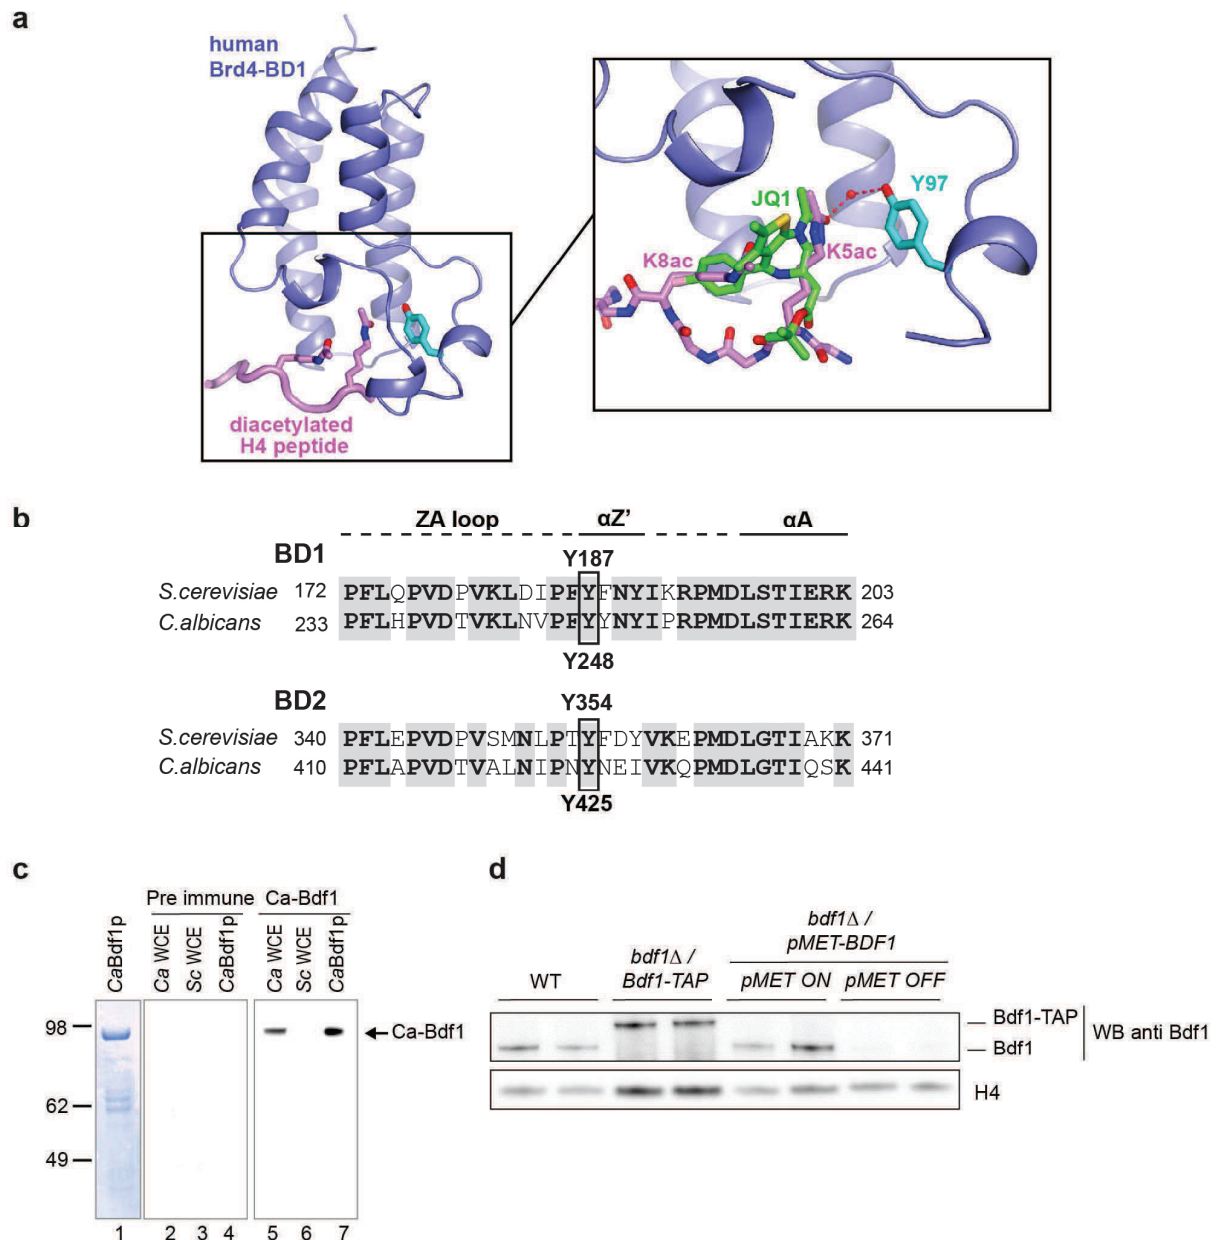 a
human
Brd4-BD1
diacetylated
H4 peptide
JQ1
Y97
K8ac
K5ac
b
ZA loop
αZ'
αA
BD1
Y187
S.cerevisiae 172 PFLQPVDPVKLDIPFYFNYIKRPMDLSTIERK 203
C.albicans 233 PFLHPVDTVKLNVPFYYNYIPRPMDLSTIERK 264
Y248
BD2
Y354
S.cerevisiae 340 PFLEPVDPVSMNLPTYFDYVKEPMDLGTIAKK 371
C.albicans 410 PFLAPVDTVALNIPNYNEIVKQPMDLGTIQSK 441
Y425
c
Pre immune
Ca-Bdf1
CaBdf1p
Ca WCE
Sc WCE
CaBdf1p
Ca WCE
Sc WCE
CaBdf1p
98
62
49
Ca-Bdf1
1 2 3 4 5 6 7
d
bdf1Δ /
pMET-BDF1
bdf1Δ /
Bdf1-TAP
WT
pMET ON
pMET OFF
Bdf1-TAP
Bdf1
WB anti Bdf1
H4